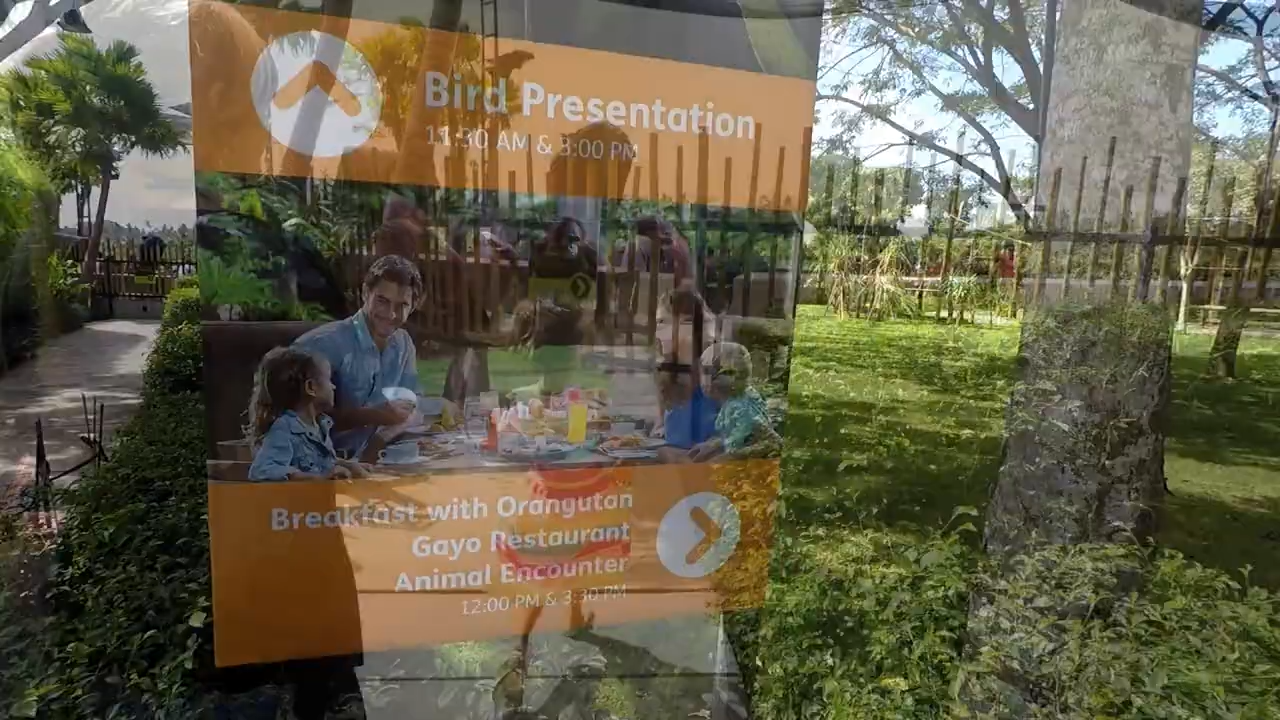 Bird Presentation
11:30 AM & 3:00 PM
Breakfast with Orangutan
Gayo Restaurant
Animal Encounter
12:00 PM & 3:30 PM